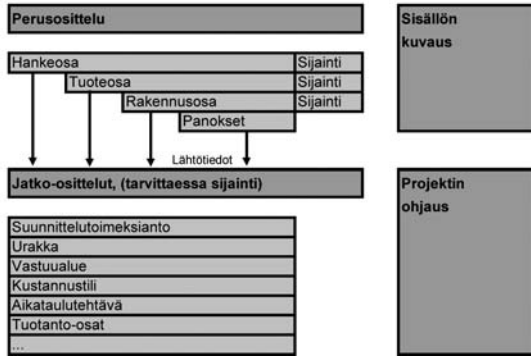 Perusosittelu
Sisällön
kuvaus
Hankeosa Sijainti
Tuoteosa Sijainti
Rakennusosa Sijainti
Panokset
Lähtötiedot
Jatko-osittelut, (tarvittaessa sijainti)
Projektin
ohjaus
Suunnittelutoimeksianto
Urakka
Vastuualue
Kustannustili
Aikataulutehtävä
Tuotanto-osat
...